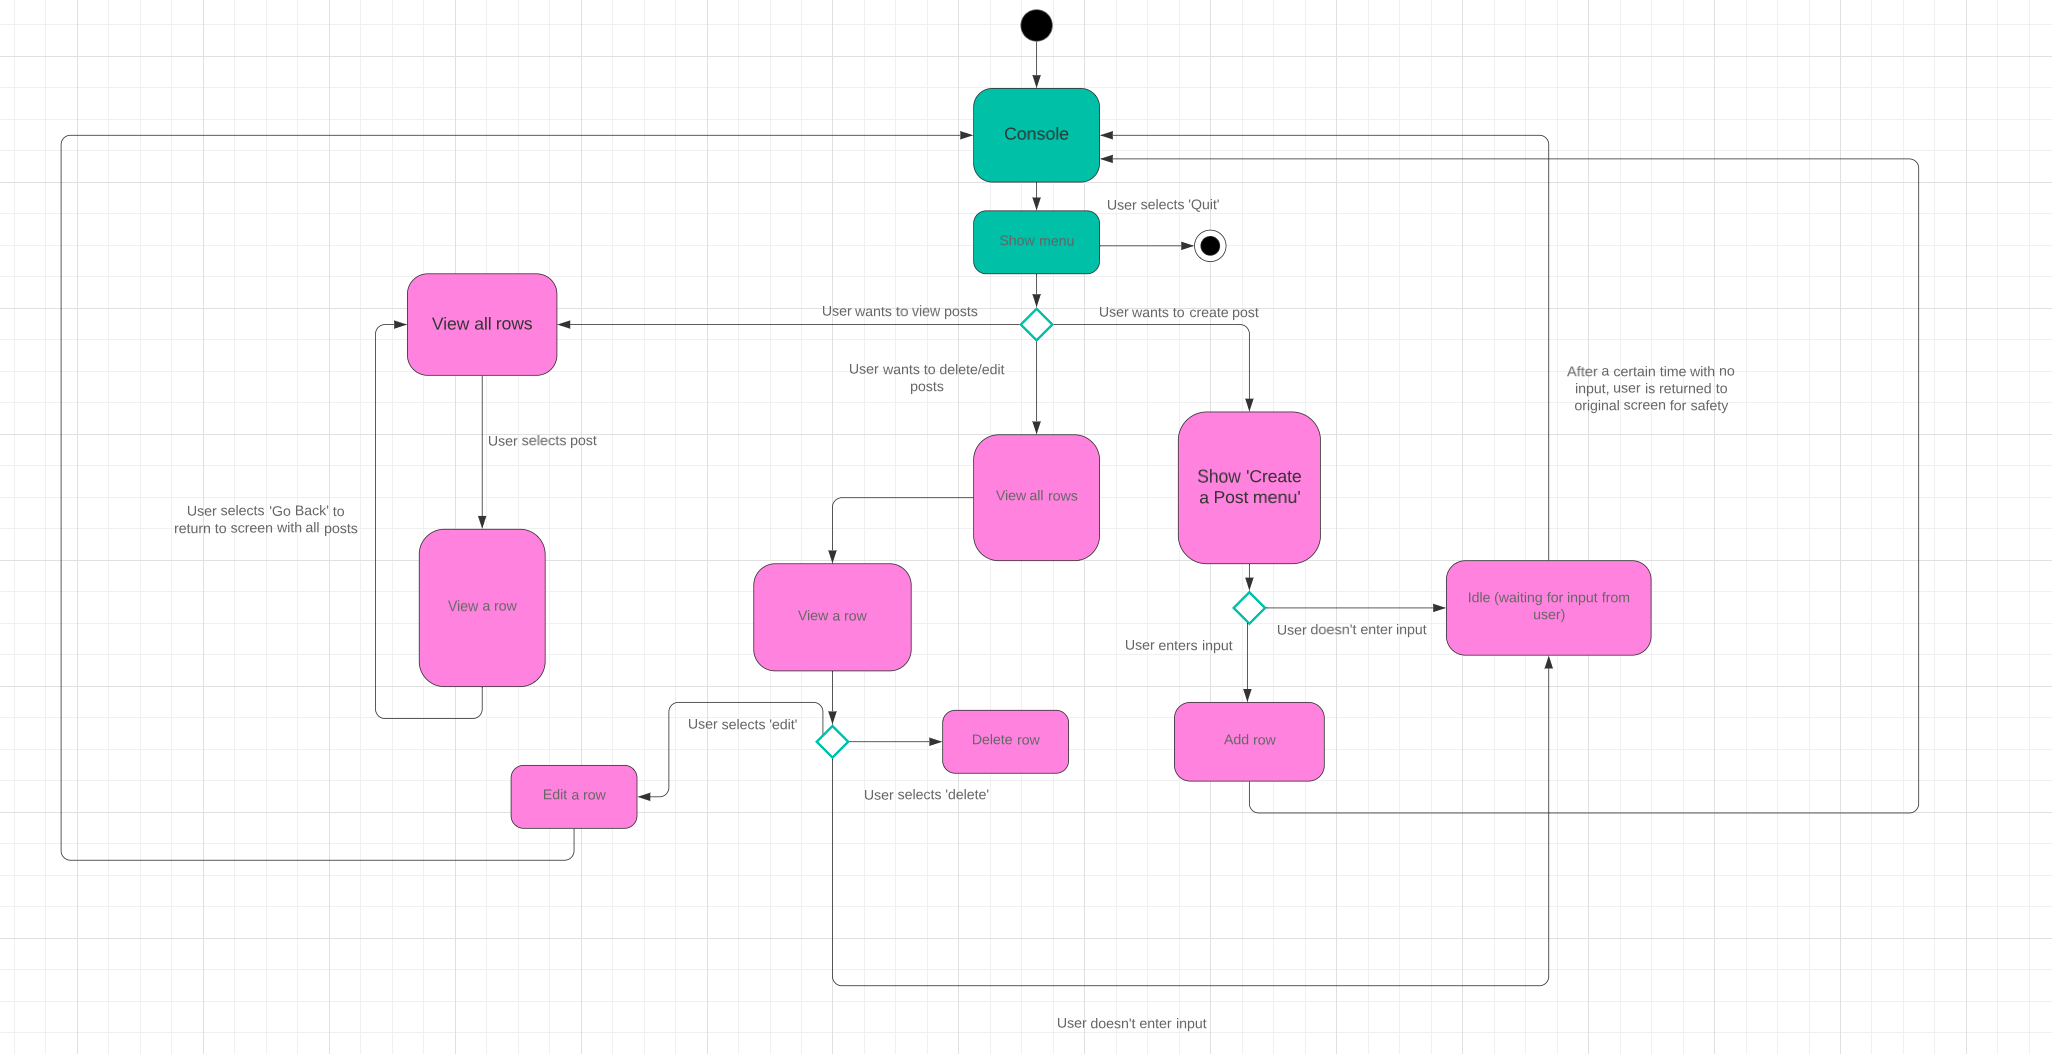 Console
User selects 'Quit'
Show menu
User wants to view posts
User wants to create post
View all rows
User wants to delete/edit
posts
After a certain time with no
input, user is returned to
original screen for safety
User selects post
Show 'Create
a Post menu'
View all rows
User selects 'Go Back' to
return to screen with all posts
View a row
View a row
Idle (waiting for input from
user)
User doesn't enter input
User enters input
User selects 'edit'
Delete row
Add row
Edit a row
User selects 'delete'
User doesn't enter input